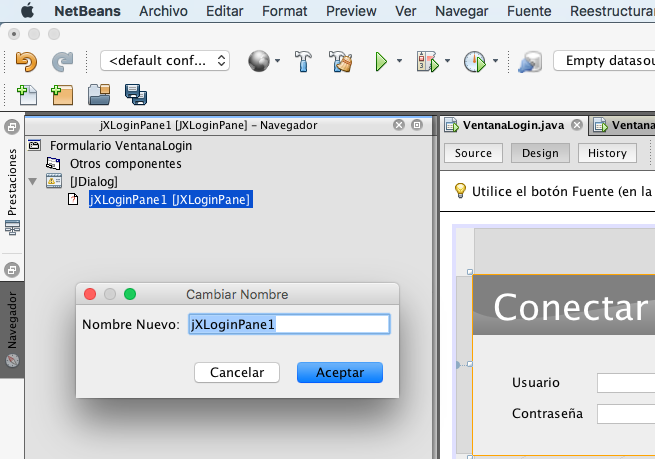 NetBeans Archivo Editar Format Preview Ver Navegar Fuente Reestructurar
<default conf... Empty datasou
jXLoginPane1 [JXLoginPane] – Navegador
VentanaLogin.java Ventana
Source Design History
Formulario VentanaLogin
Otros componentes
[JDialog]
jXLoginPane1 [JXLoginPane]
Utilice el botón Fuente (en la
Prestaciones
Navegador
Cambiar Nombre
Nombre Nuevo: jXLoginPane1
Cancelar Aceptar
Conectar
Usuario
Contraseña